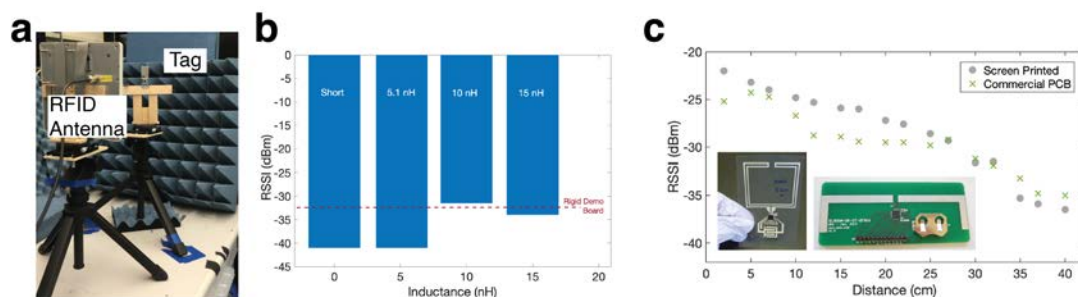 a
Tag
RFID
Antenna
b
0
-5
-10
-15
-20
-25
-30
-35
-40
-45
RSSI (dBm)
Short
5.1 nH
10 nH
15 nH
Rigid Demo
Board
0
5
10
15
20
Inductance (nH)
c
-20
-25
-30
-35
-40
RSSI (dBm)
Screen Printed
Commercial PCB
0
5
10
15
20
25
30
35
40
Distance (cm)